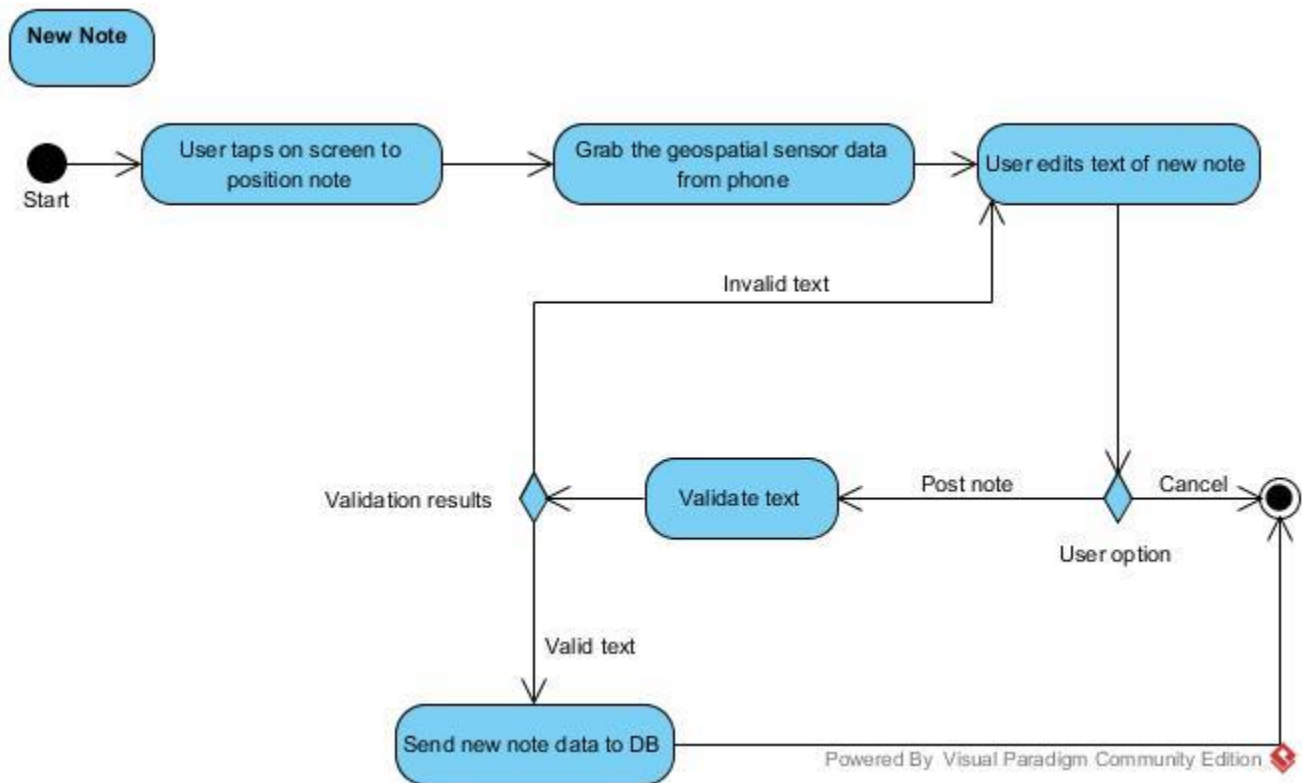 New Note
User taps on screen to
position note
Grab the geospatial sensor data
from phone
User edits text of new note
Start
Invalid text
Validation results
Validate text
Post note
Cancel
User option
Valid text
Send new note data to DB
Powered By Visual Paradigm Community Edition